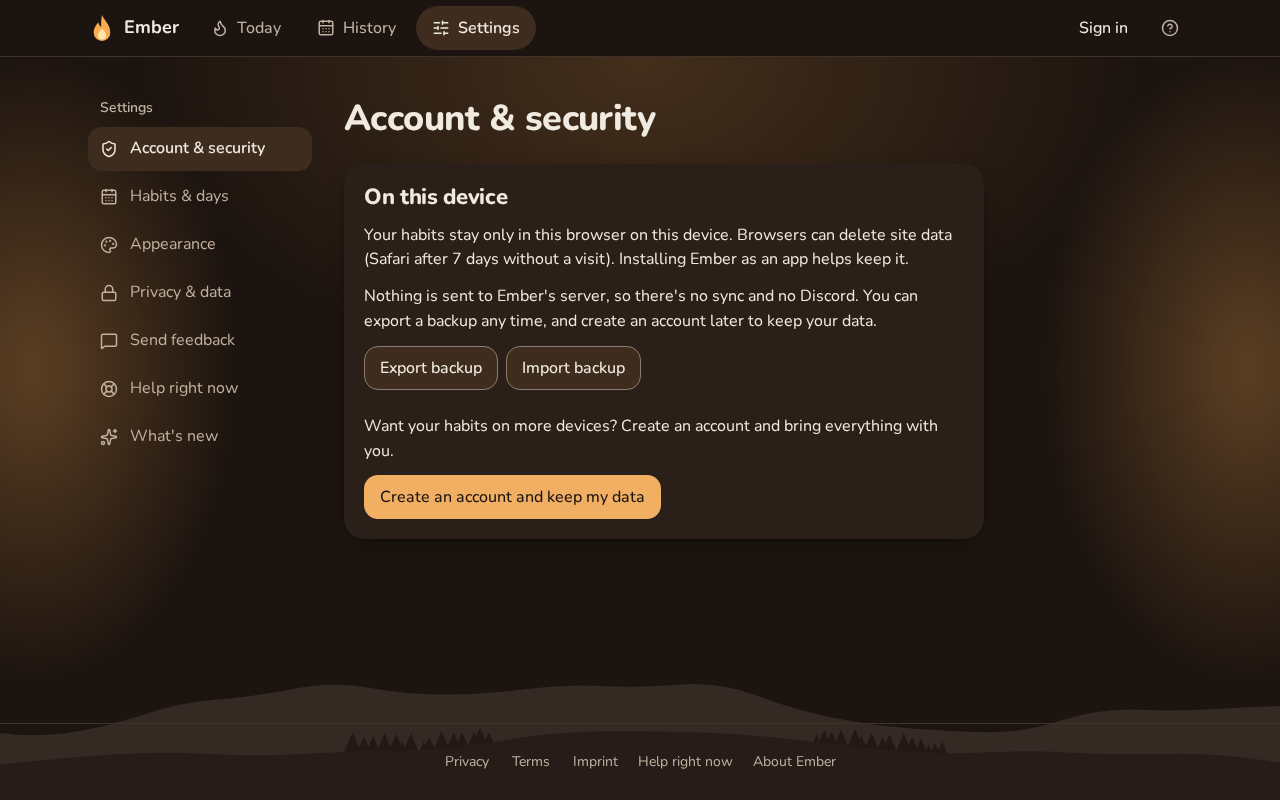 Ember
Today
History
Settings
Sign in
Settings
Account & security
Habits & days
Appearance
Privacy & data
Send feedback
Help right now
What's new
Account & security
On this device
Your habits stay only in this browser on this device. Browsers can delete site data
(Safari after 7 days without a visit). Installing Ember as an app helps keep it.
Nothing is sent to Ember's server, so there's no sync and no Discord. You can
export a backup any time, and create an account later to keep your data.
Export backup
Import backup
Want your habits on more devices? Create an account and bring everything with
you.
Create an account and keep my data
Privacy
Terms
Imprint
Help right now
About Ember